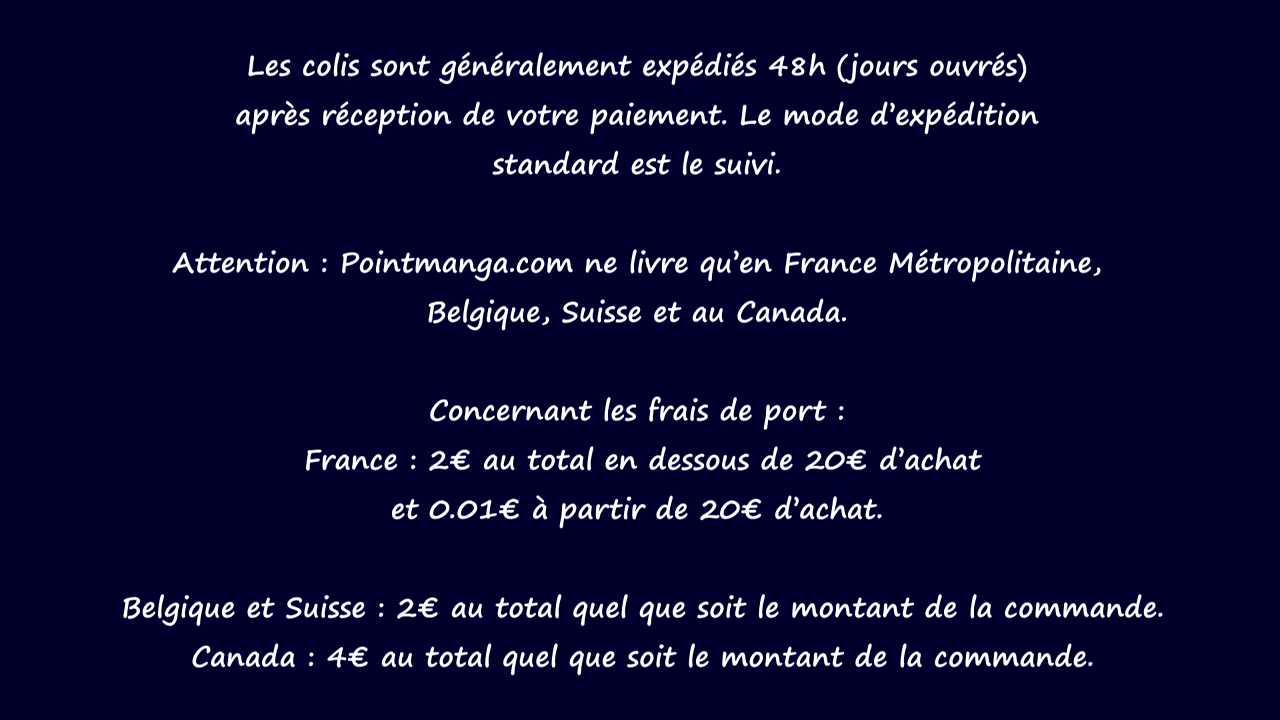 Les colis sont généralement expédiés 48h (jours ouvrés)
après réception de votre paiement. Le mode d’expédition
standard est le suivi.
Attention : Pointmanga.com ne livre qu’en France Métropolitaine,
Belgique, Suisse et au Canada.
Concernant les frais de port :
France : 2€ au total en dessous de 20€ d’achat
et 0.01€ à partir de 20€ d’achat.
Belgique et Suisse : 2€ au total quel que soit le montant de la commande.
Canada : 4€ au total quel que soit le montant de la commande.